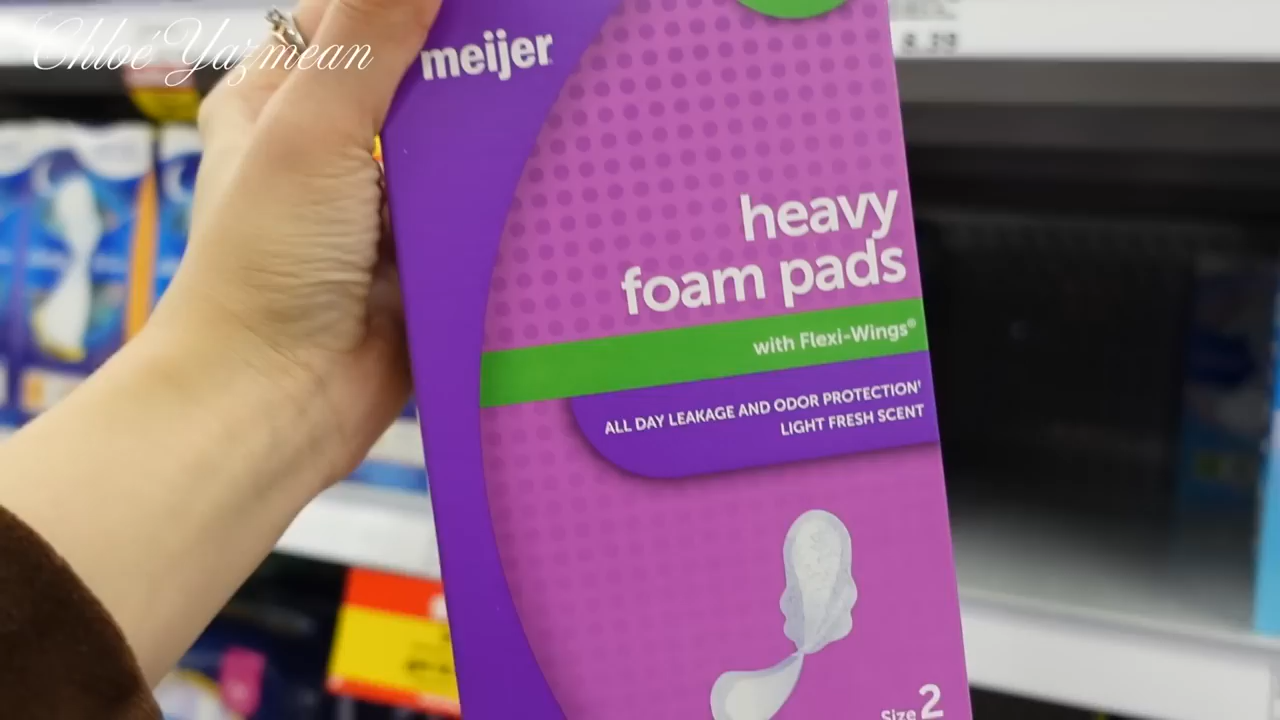 Chloé Yazmean
meijer
heavy
foam pads
with Flexi-Wings®
ALL DAY LEAKAGE AND ODOR PROTECTION¹
LIGHT FRESH SCENT
Size 2